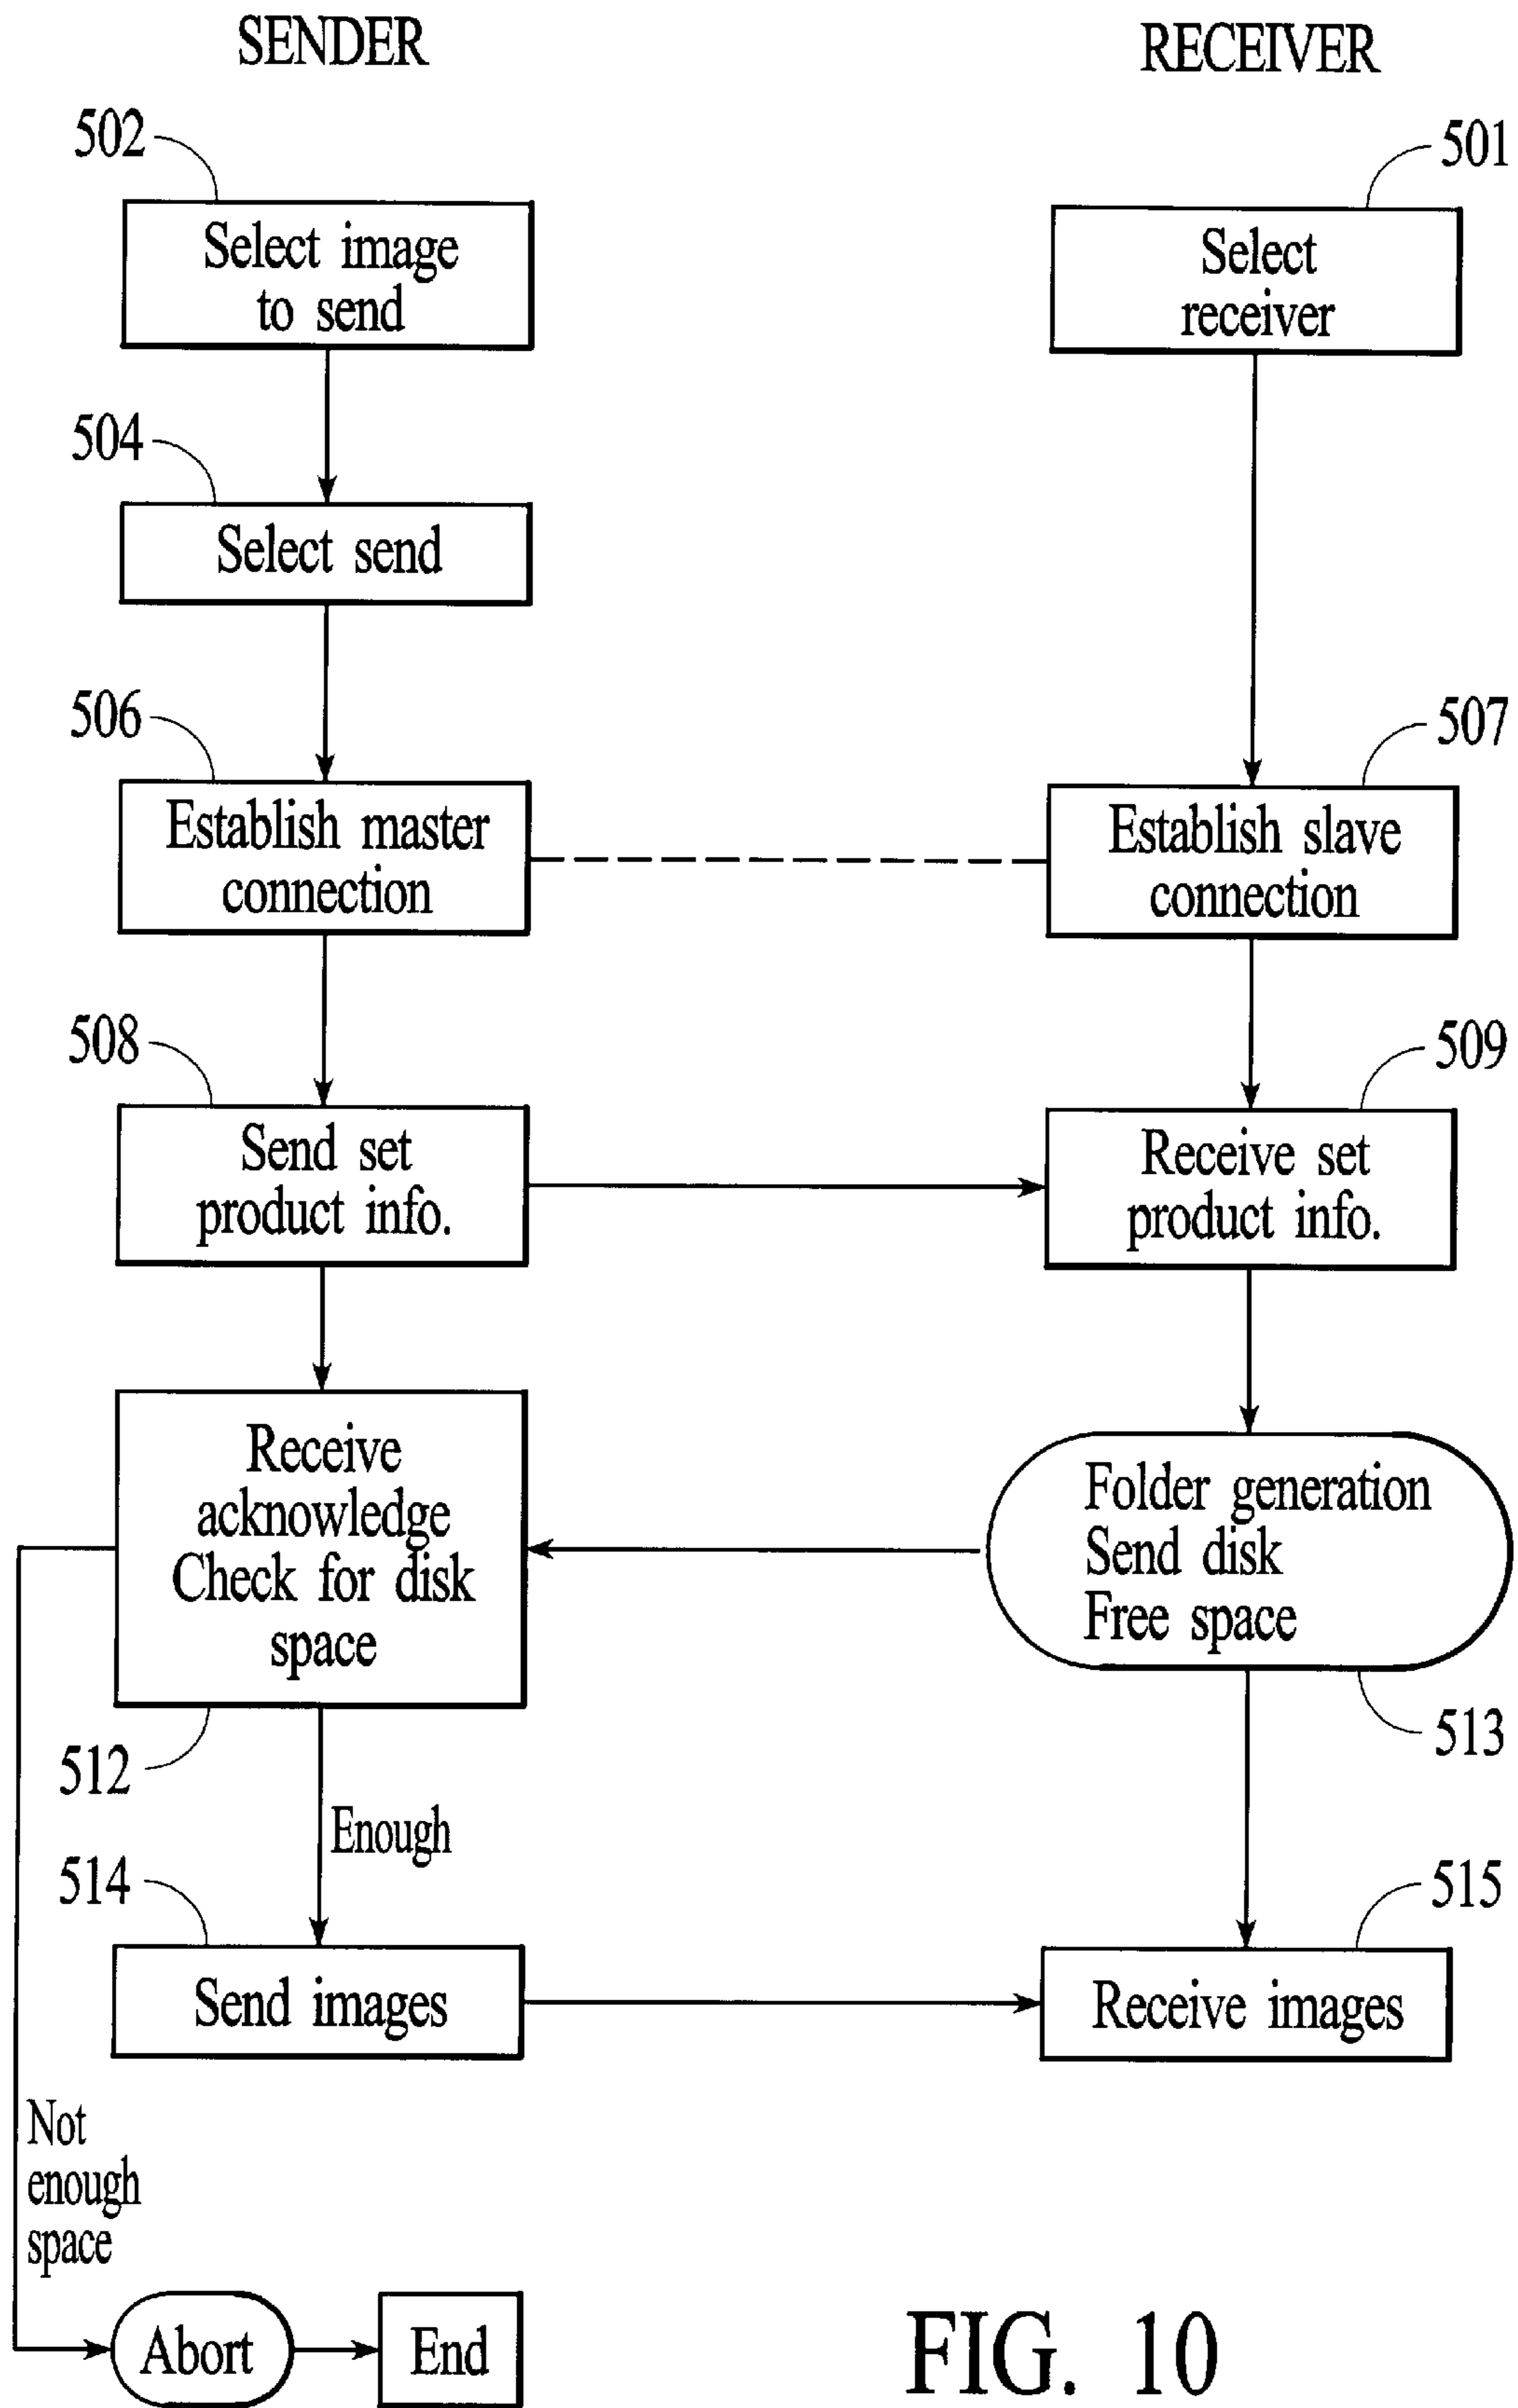 SENDER
RECEIVER
502
501
Select image
to send
Select
receiver
504
Select send
506
507
Establish master
connection
Establish slave
connection
508
509
Send set
product info.
Receive set
product info.
Receive
acknowledge
Check for disk
space
Folder generation
Send disk
Free space
512
513
Enough
514
515
Send images
Receive images
Not
enough
space
Abort
End
FIG. 10